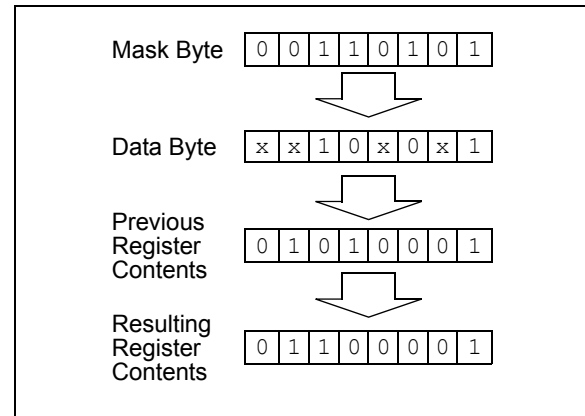 Mask Byte 0 0 1 1 0 1 0 1
Data Byte x x 1 0 x 0 x 1
Previous
Register 0 1 0 1 0 0 0 1
Contents
Resulting
Register 0 1 1 0 0 0 0 1
Contents